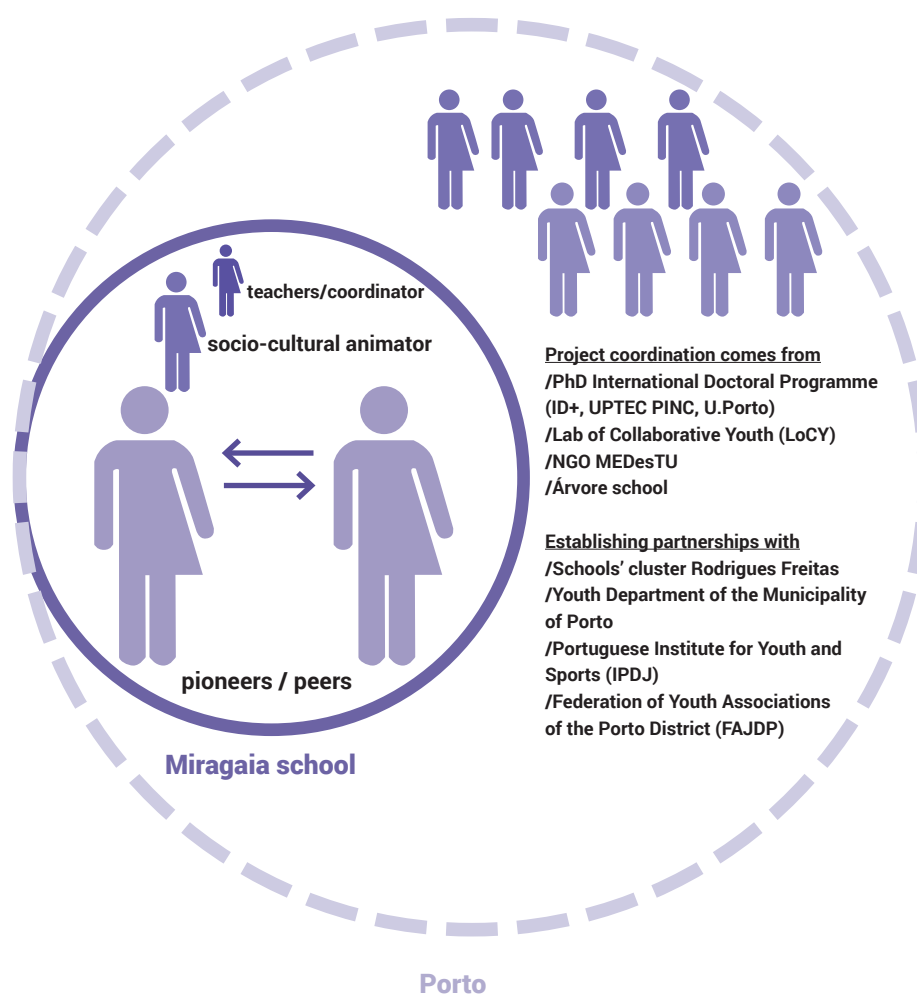 teachers/coordinator
socio-cultural animator
pioneers / peers
Miragaia school
Project coordination comes from
/PhD International Doctoral Programme
(ID+, UPTEC PINC, U.Porto)
/Lab of Collaborative Youth (LoCY)
/NGO MEDesTU
/Árvore school
Establishing partnerships with
/Schools' cluster Rodrigues Freitas
/Youth Department of the Municipality
of Porto
/Portuguese Institute for Youth and
Sports (IPDJ)
/Federation of Youth Associations
of the Porto District (FAJDP)
Porto